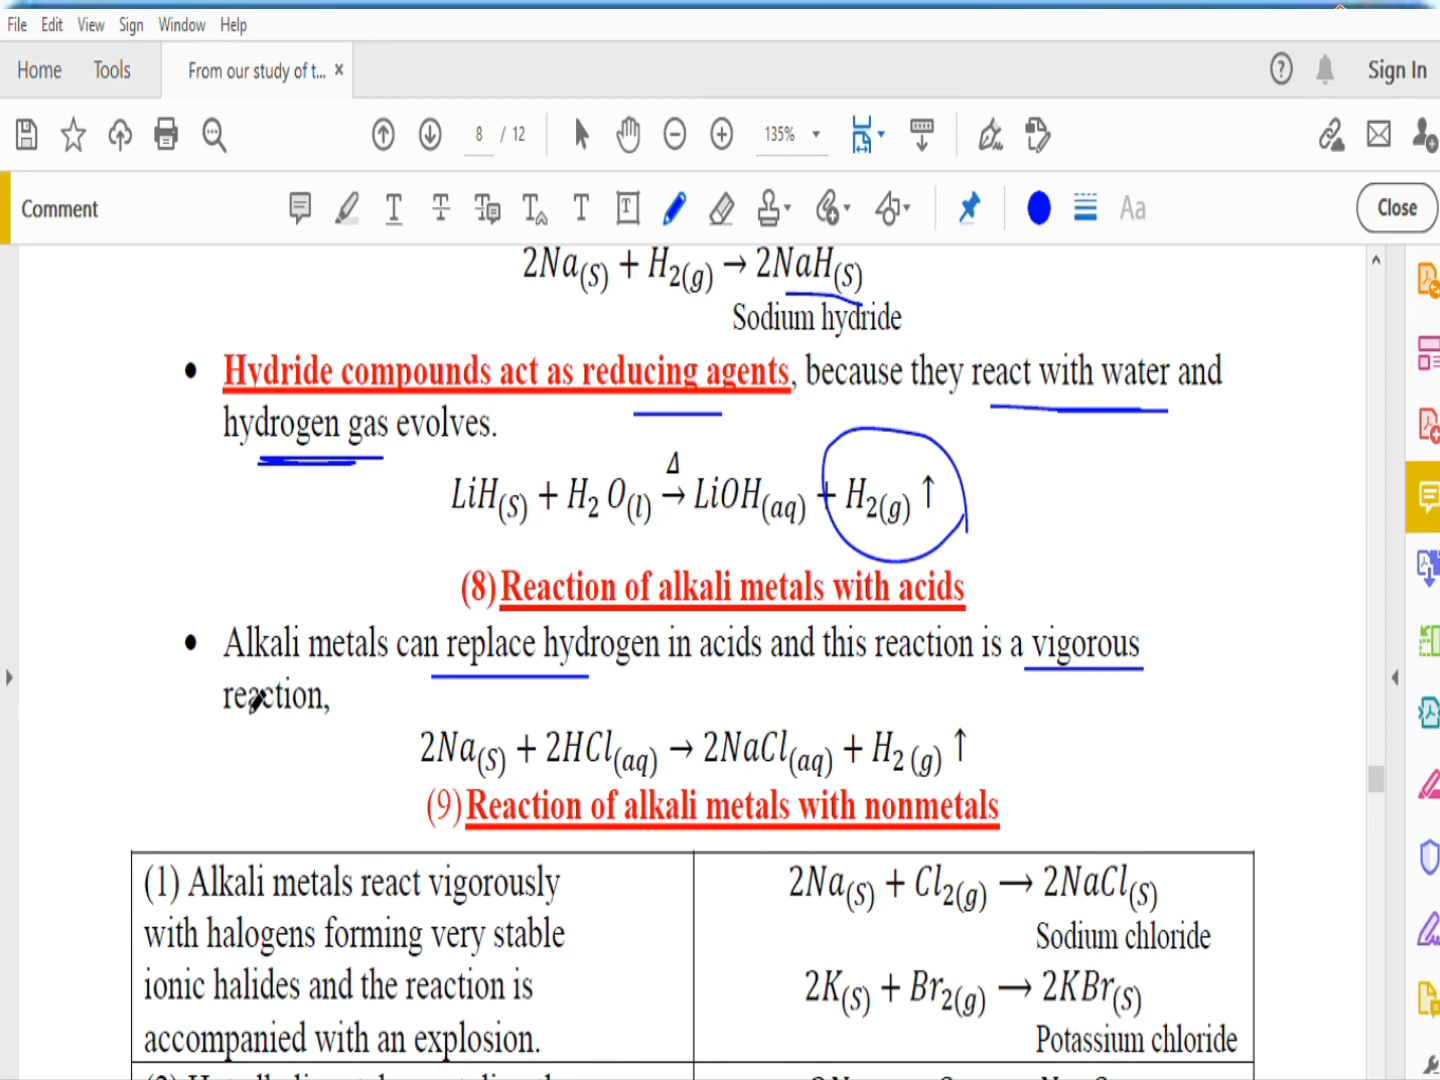 File Edit View Sign Window Help
Home Tools From our study of t... × Sign In
8 / 12 135%
Comment Close
2Na(S) + H2(g) → 2NaH(S)
Sodium hydride
• Hydride compounds act as reducing agents, because they react with water and
hydrogen gas evolves.
Δ
LiH(S) + H2 O(l) → LiOH(aq) + H2(g) ↑
(8) Reaction of alkali metals with acids
• Alkali metals can replace hydrogen in acids and this reaction is a vigorous
reaction,
2Na(S) + 2HCl(aq) → 2NaCl(aq) + H2 (g) ↑
(9) Reaction of alkali metals with nonmetals
(1) Alkali metals react vigorously
with halogens forming very stable
ionic halides and the reaction is
accompanied with an explosion.
2Na(S) + Cl2(g) → 2NaCl(S)
Sodium chloride
2K(S) + Br2(g) → 2KBr(S)
Potassium chloride